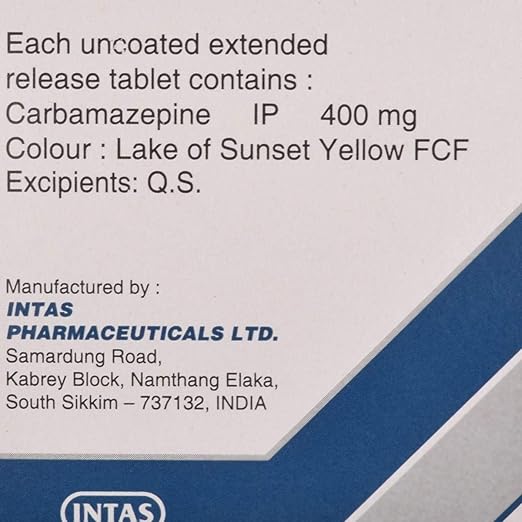 Each uncoated extended
release tablet contains :
Carbamazepine IP 400 mg
Colour : Lake of Sunset Yellow FCF
Excipients: Q.S.
Manufactured by :
INTAS
PHARMACEUTICALS LTD.
Samardung Road,
Kabrey Block, Namthang Elaka,
South Sikkim – 737132, INDIA
INTAS